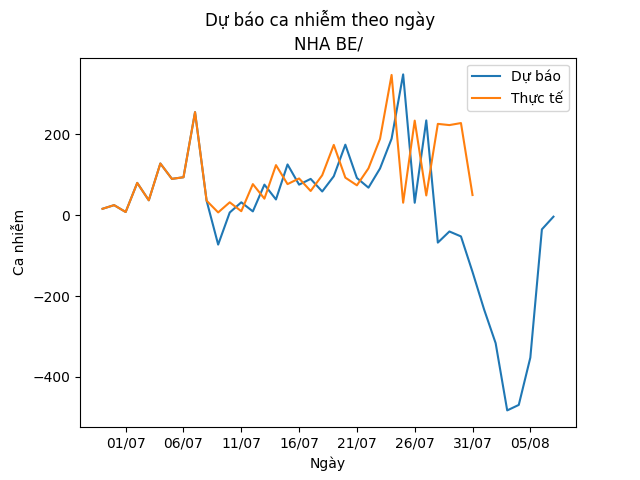 Dự báo ca nhiễm theo ngày
NHA BE/
Dự báo
Thực tế
Ca nhiễm
200
0
−200
−400
01/07 06/07 11/07 16/07 21/07 26/07 31/07 05/08
Ngày